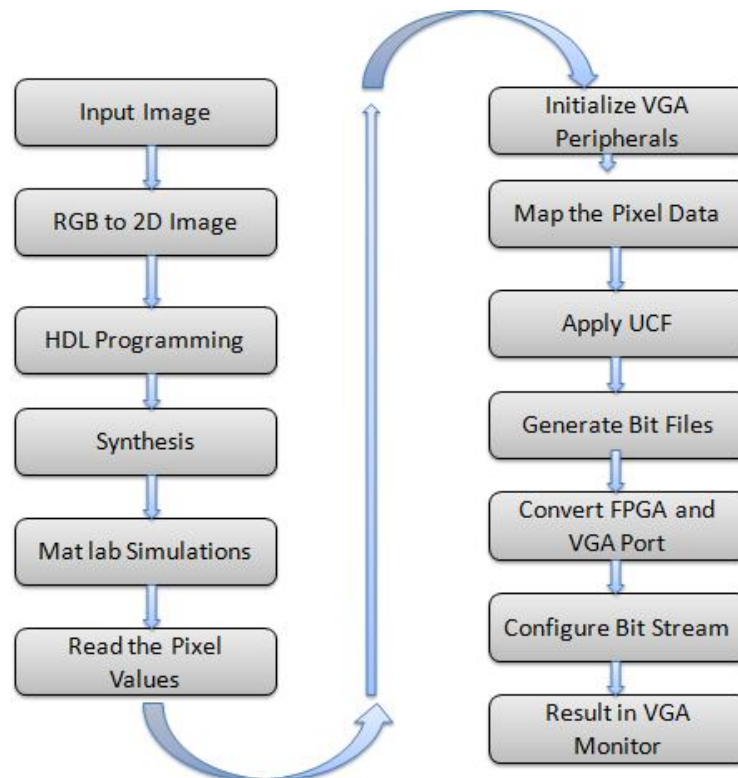 Input Image
RGB to 2D Image
HDL Programming
Synthesis
Mat lab Simulations
Read the Pixel
Values
Initialize VGA
Peripherals
Map the Pixel Data
Apply UCF
Generate Bit Files
Convert FPGA and
VGA Port
Configure Bit Stream
Result in VGA
Monitor